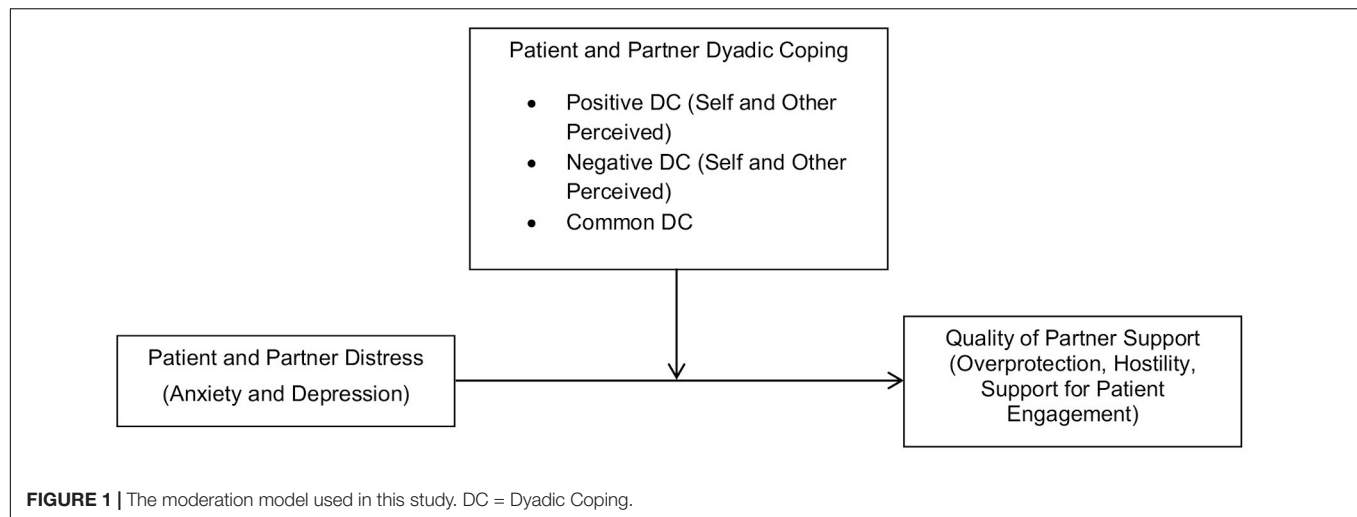 Patient and Partner Dyadic Coping
• Positive DC (Self and Other
Perceived)
• Negative DC (Self and Other
Perceived)
• Common DC
Patient and Partner Distress
(Anxiety and Depression)
Quality of Partner Support
(Overprotection, Hostility,
Support for Patient
Engagement)
FIGURE 1 | The moderation model used in this study. DC = Dyadic Coping.